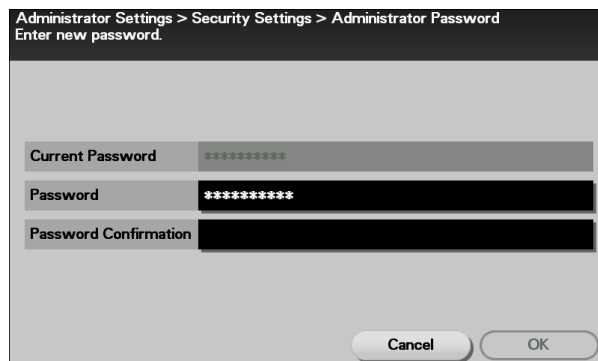 Administrator Settings > Security Settings > Administrator Password
Enter new password.
Current Password **********
Password **********
Password Confirmation
Cancel OK